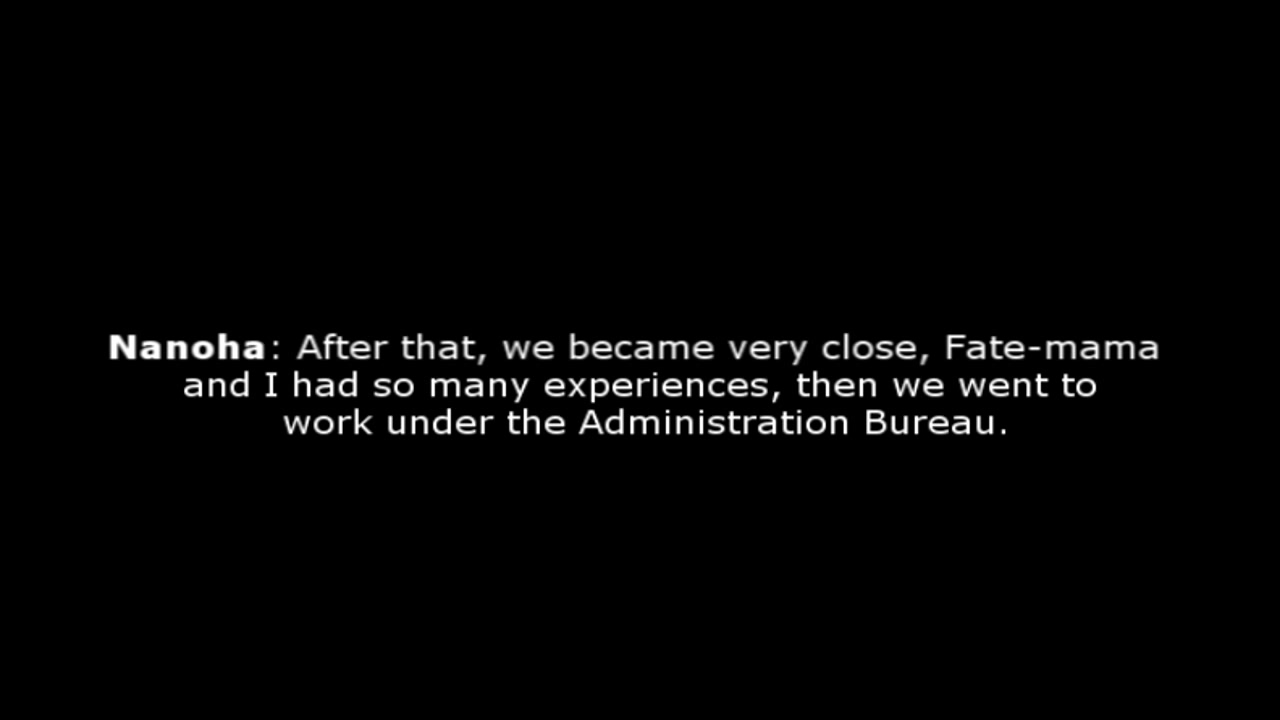 Nanoha: After that, we became very close, Fate-mama
and I had so many experiences, then we went to
work under the Administration Bureau.